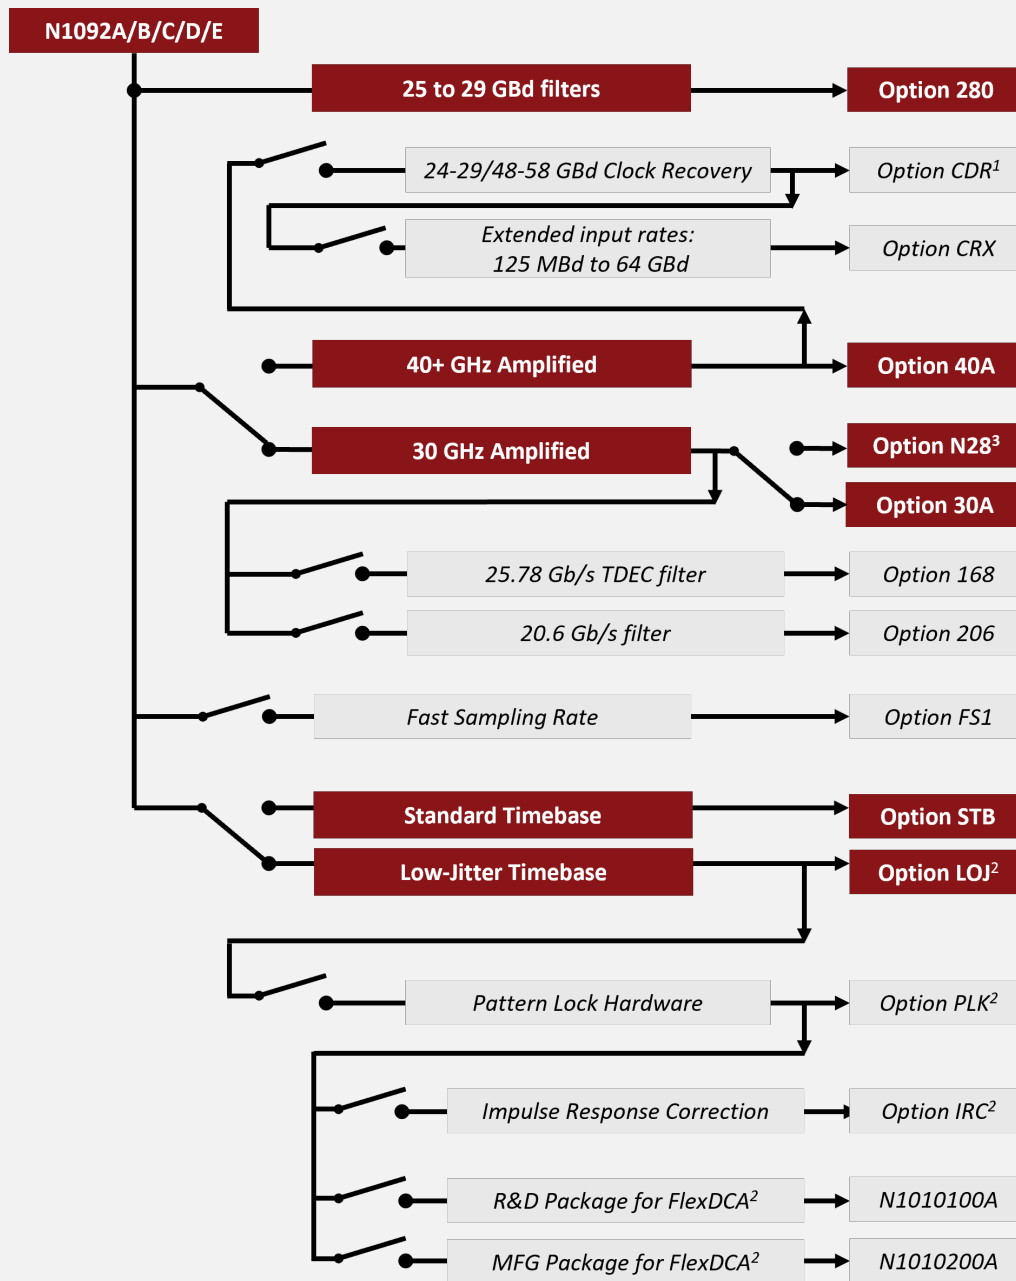 N1092A/B/C/D/E
25 to 29 GBd filters
Option 280
24-29/48-58 GBd Clock Recovery
Option CDR¹
Extended input rates:
125 MBd to 64 GBd
Option CRX
40+ GHz Amplified
Option 40A
30 GHz Amplified
Option N28³
Option 30A
25.78 Gb/s TDEC filter
Option 168
20.6 Gb/s filter
Option 206
Fast Sampling Rate
Option FS1
Standard Timebase
Option STB
Low-Jitter Timebase
Option LOJ²
Pattern Lock Hardware
Option PLK²
Impulse Response Correction
Option IRC²
R&D Package for FlexDCA²
N1010100A
MFG Package for FlexDCA²
N1010200A